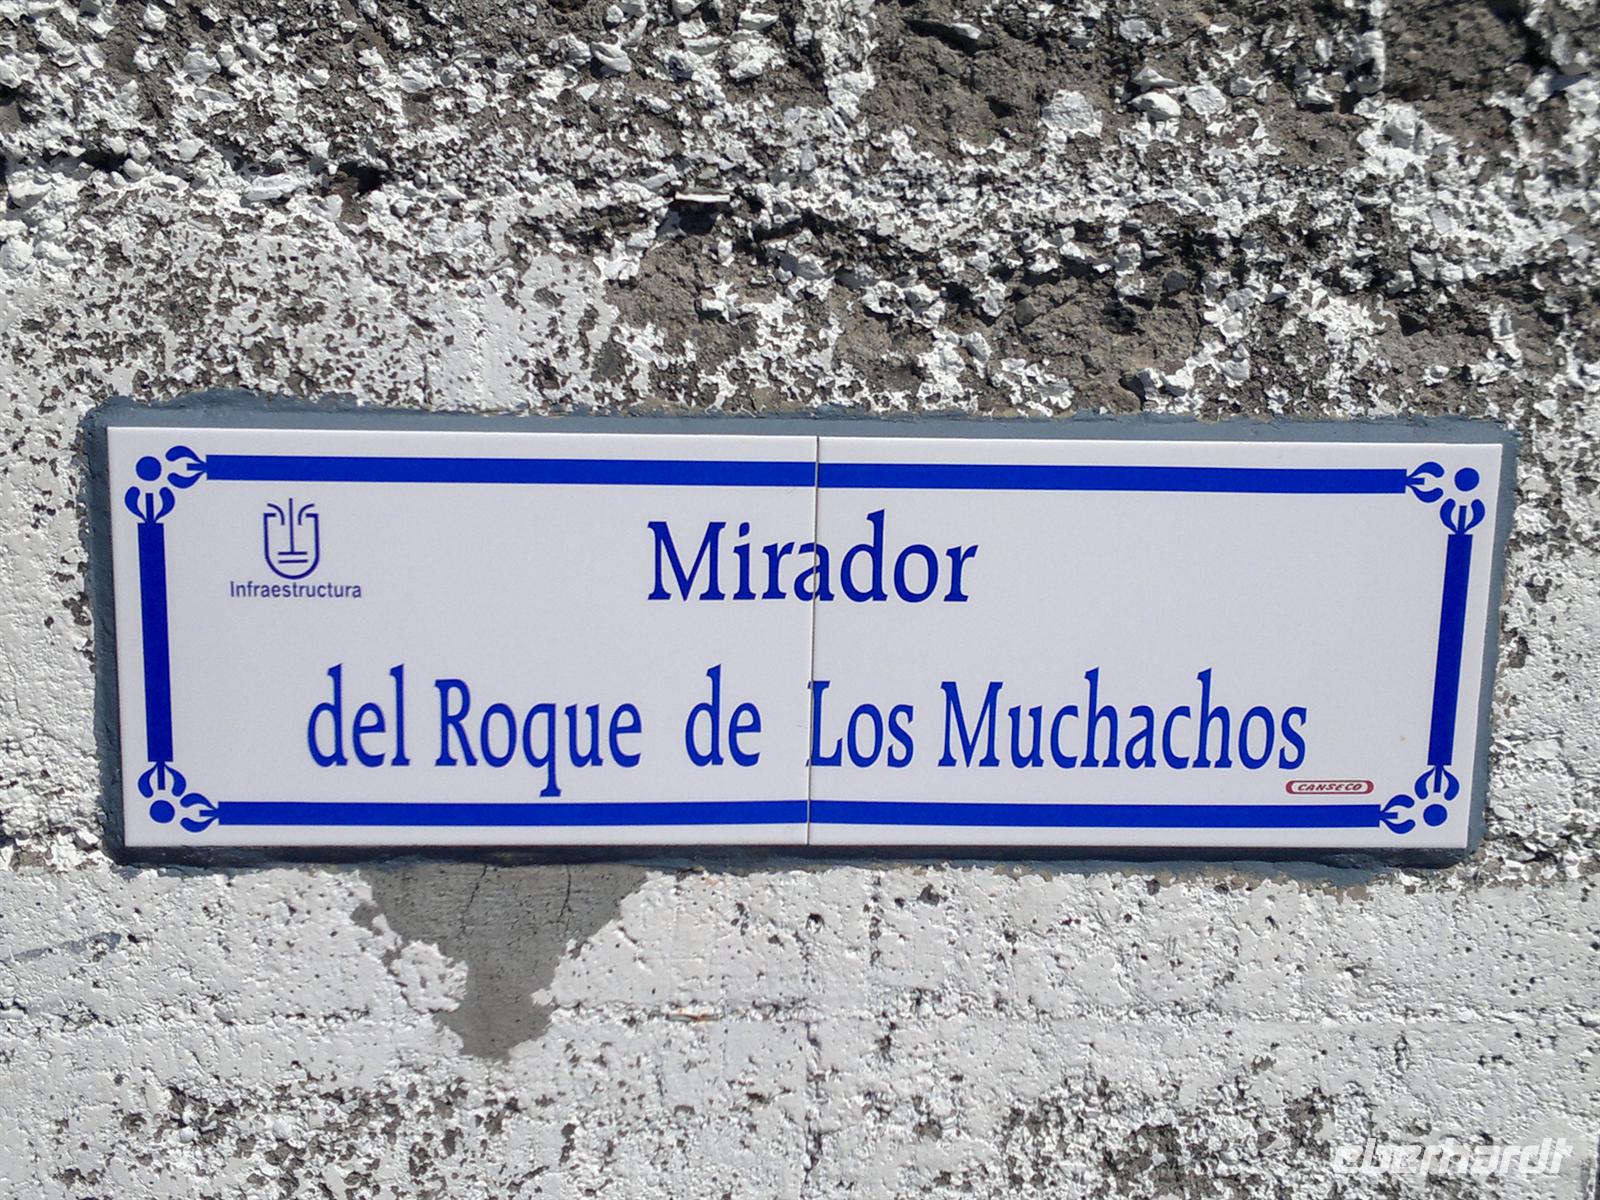 Infraestructura
Mirador
del Roque de Los Muchachos
CANSECO
eberhardt